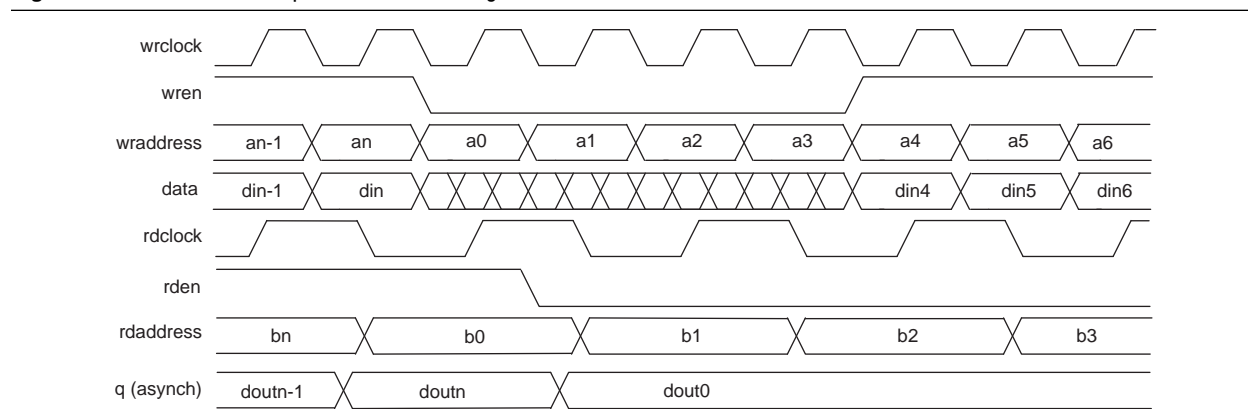 wrclock
wren
wraddress an-1 an a0 a1 a2 a3 a4 a5 a6
data din-1 din din4 din5 din6
rdclock
rden
rdaddress bn b0 b1 b2 b3
q (asynch) doutn-1 doutn dout0